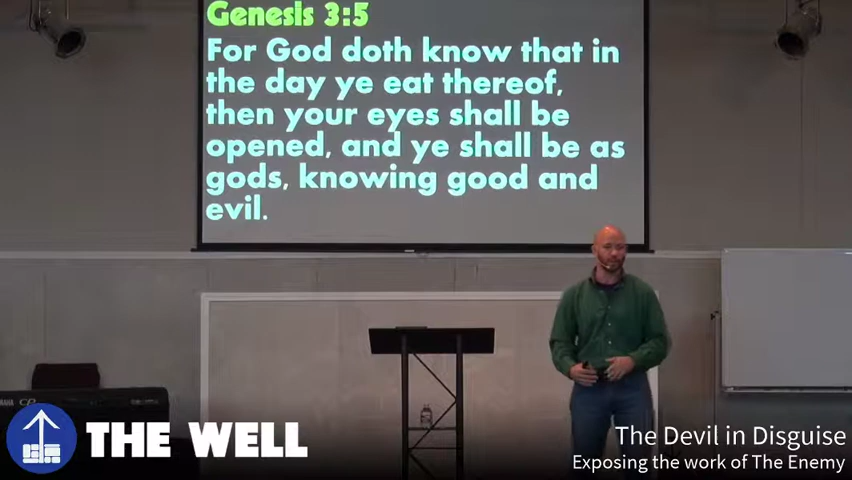 Genesis 3:5
For God doth know that in
the day ye eat thereof,
then your eyes shall be
opened, and ye shall be as
gods, knowing good and
evil.
YAMAHA CP
THE WELL
The Devil in Disguise
Exposing the work of The Enemy